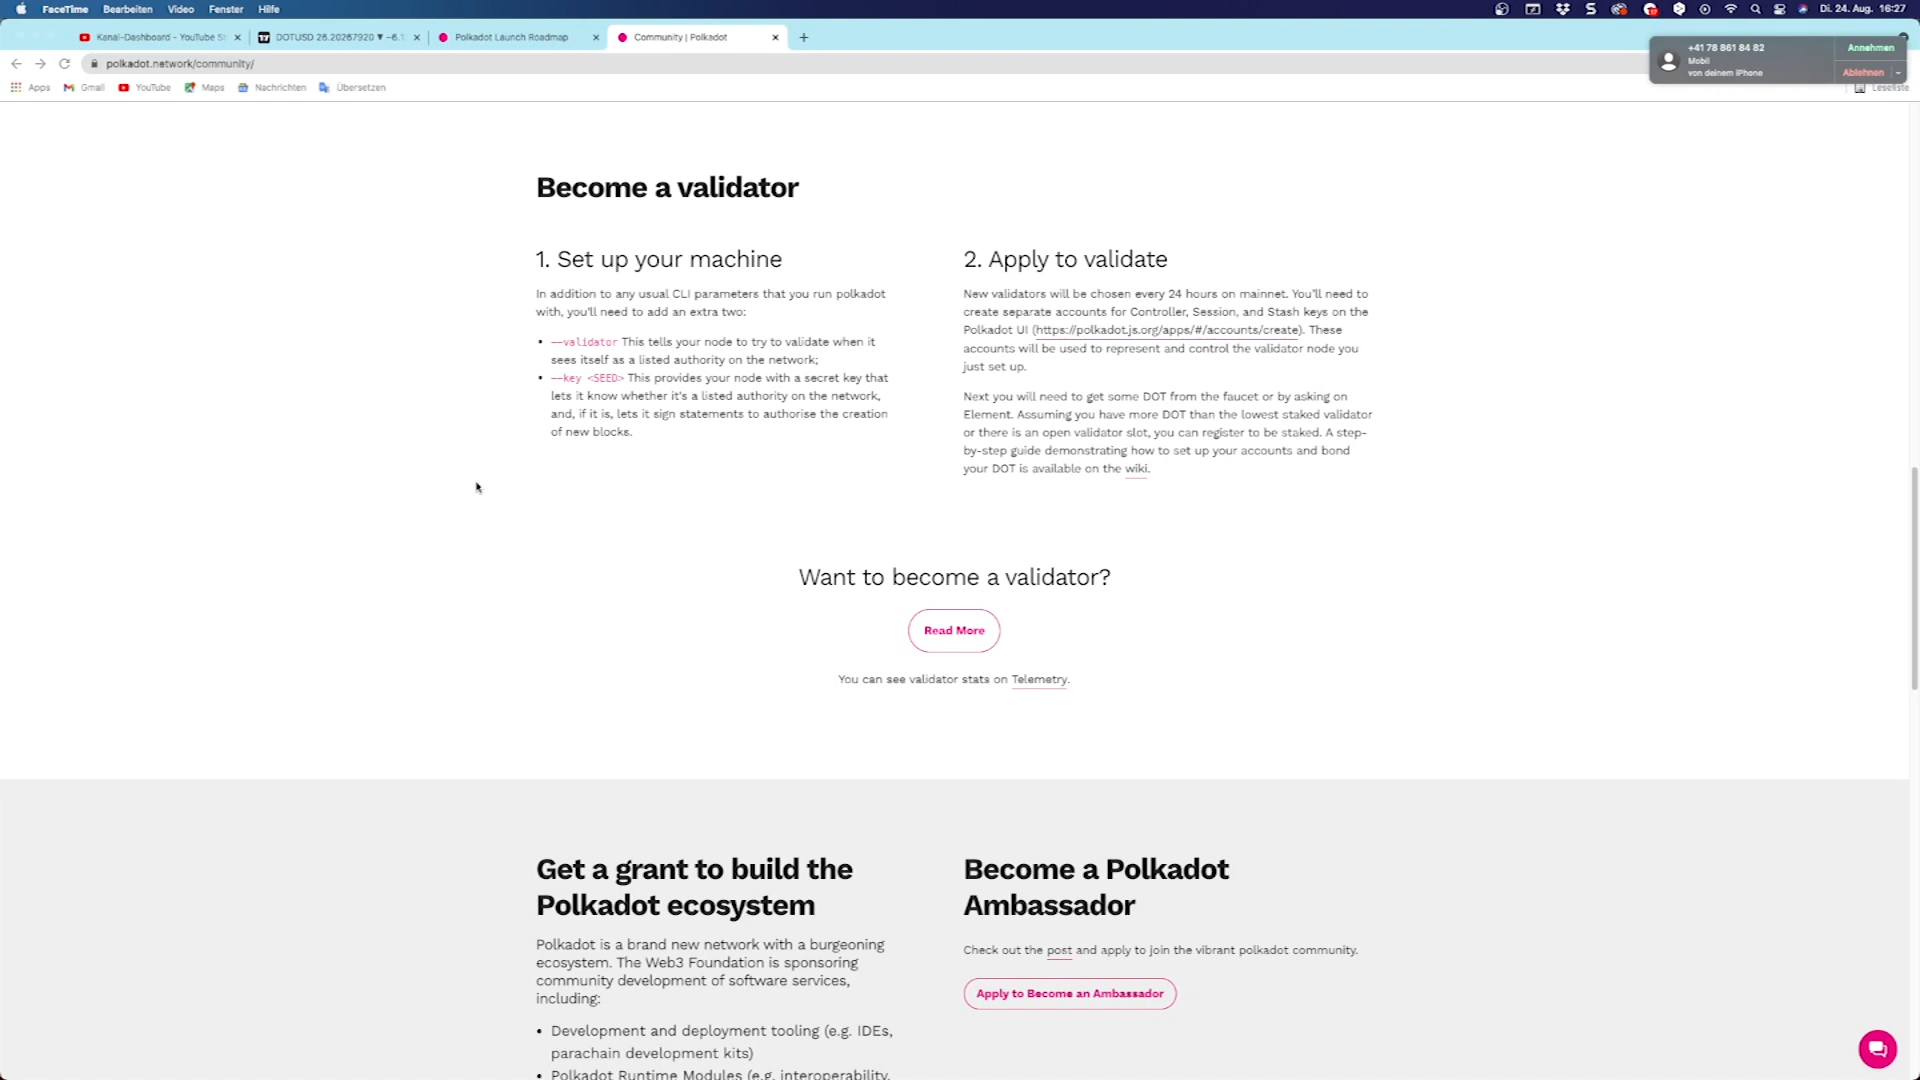 FaceTime Bearbeiten Video Fenster Hilfe Di. 24. Aug. 16:27
Kanal-Dashboard - YouTube St
DOTUSD 26.20267920 ▼ −6.1
Polkadot Launch Roadmap
Community | Polkadot
polkadot.network/community/
+41 78 861 84 82
Mobil
von deinem iPhone
Annehmen
Ablehnen
Apps Gmail YouTube Maps Nachrichten Übersetzen Leseliste
Become a validator
1. Set up your machine
In addition to any usual CLI parameters that you run polkadot
with, you'll need to add an extra two:
• --validator This tells your node to try to validate when it
sees itself as a listed authority on the network;
• --key <SEED> This provides your node with a secret key that
lets it know whether it's a listed authority on the network,
and, if it is, lets it sign statements to authorise the creation
of new blocks.
2. Apply to validate
New validators will be chosen every 24 hours on mainnet. You'll need to
create separate accounts for Controller, Session, and Stash keys on the
Polkadot UI (https://polkadot.js.org/apps/#/accounts/create). These
accounts will be used to represent and control the validator node you
just set up.
Next you will need to get some DOT from the faucet or by asking on
Element. Assuming you have more DOT than the lowest staked validator
or there is an open validator slot, you can register to be staked. A step-
by-step guide demonstrating how to set up your accounts and bond
your DOT is available on the wiki.
Want to become a validator?
Read More
You can see validator stats on Telemetry.
Get a grant to build the
Polkadot ecosystem
Polkadot is a brand new network with a burgeoning
ecosystem. The Web3 Foundation is sponsoring
community development of software services,
including:
• Development and deployment tooling (e.g. IDEs,
parachain development kits)
• Polkadot Runtime Modules (e.g. interoperability,
Become a Polkadot
Ambassador
Check out the post and apply to join the vibrant polkadot community.
Apply to Become an Ambassador